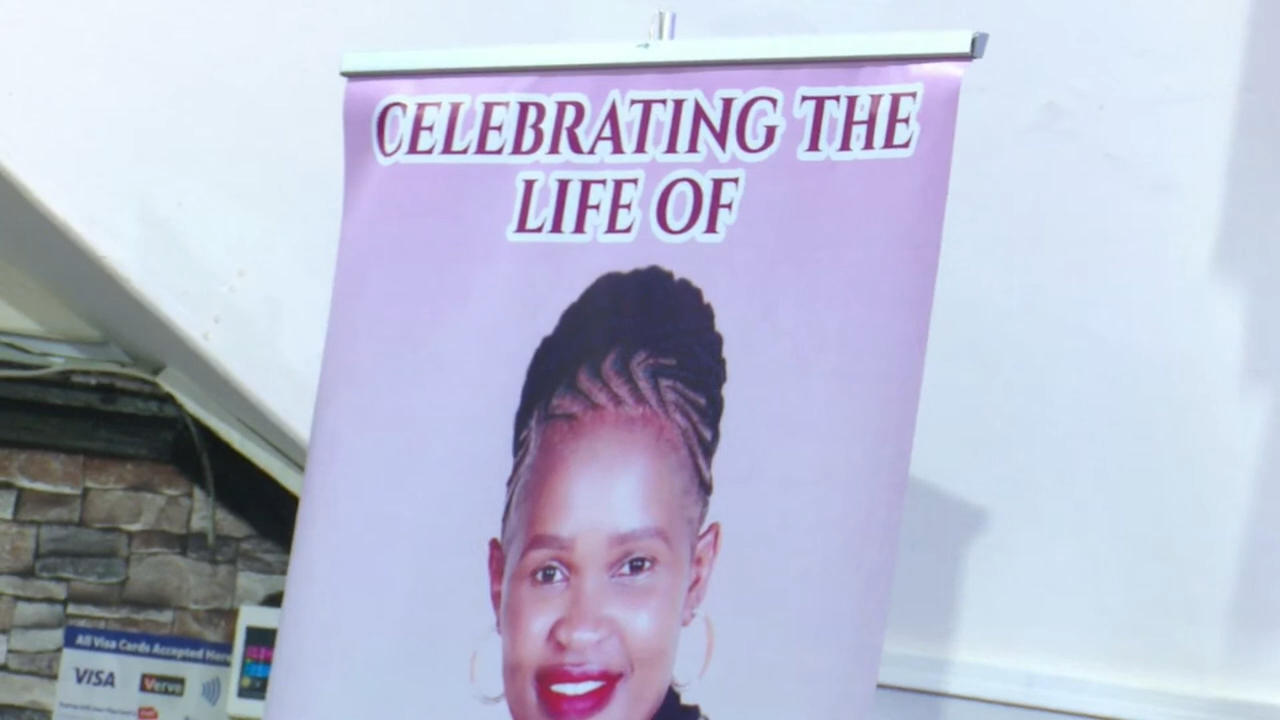 CELEBRATING THE
LIFE OF
All Visa Cards Accepted Here
VISA
Verve